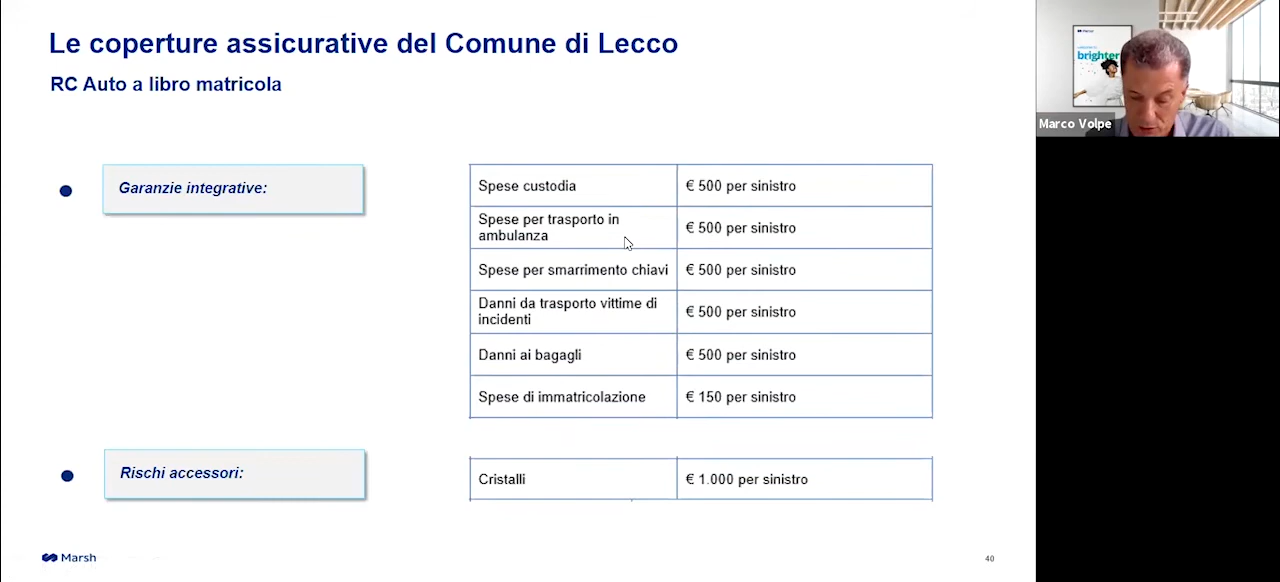 Le coperture assicurative del Comune di Lecco
RC Auto a libro matricola
Marsh
brighter
Marco Volpe
Garanzie integrative:
Spese custodia
€ 500 per sinistro
Spese per trasporto in
ambulanza
€ 500 per sinistro
Spese per smarrimento chiavi
€ 500 per sinistro
Danni da trasporto vittime di
incidenti
€ 500 per sinistro
Danni ai bagagli
€ 500 per sinistro
Spese di immatricolazione
€ 150 per sinistro
Rischi accessori:
Cristalli
€ 1.000 per sinistro
Marsh
40